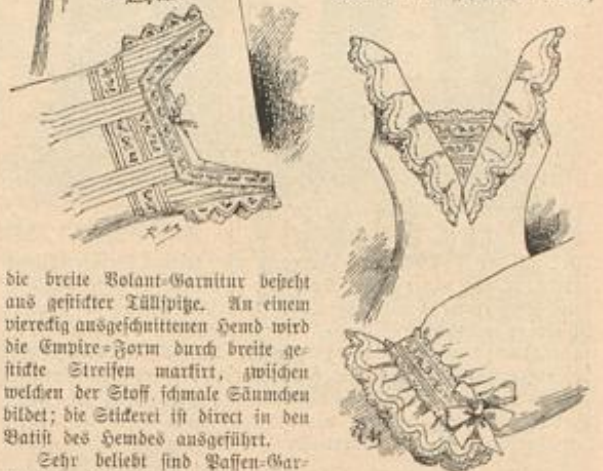 die breite Volant-Garnitur besteht
aus gestickter Tüllspitze. An einem
viereckig ausgeschnittenen Hemd wird
die Empire-Form durch breite ge-
stickte Streifen markirt, zwischen
welchen der Stoff schmale Säumchen
bildet; die Stickerei ist direct in den
Batist des Hemdes ausgeführt.
Sehr beliebt sind Passen-Gar-